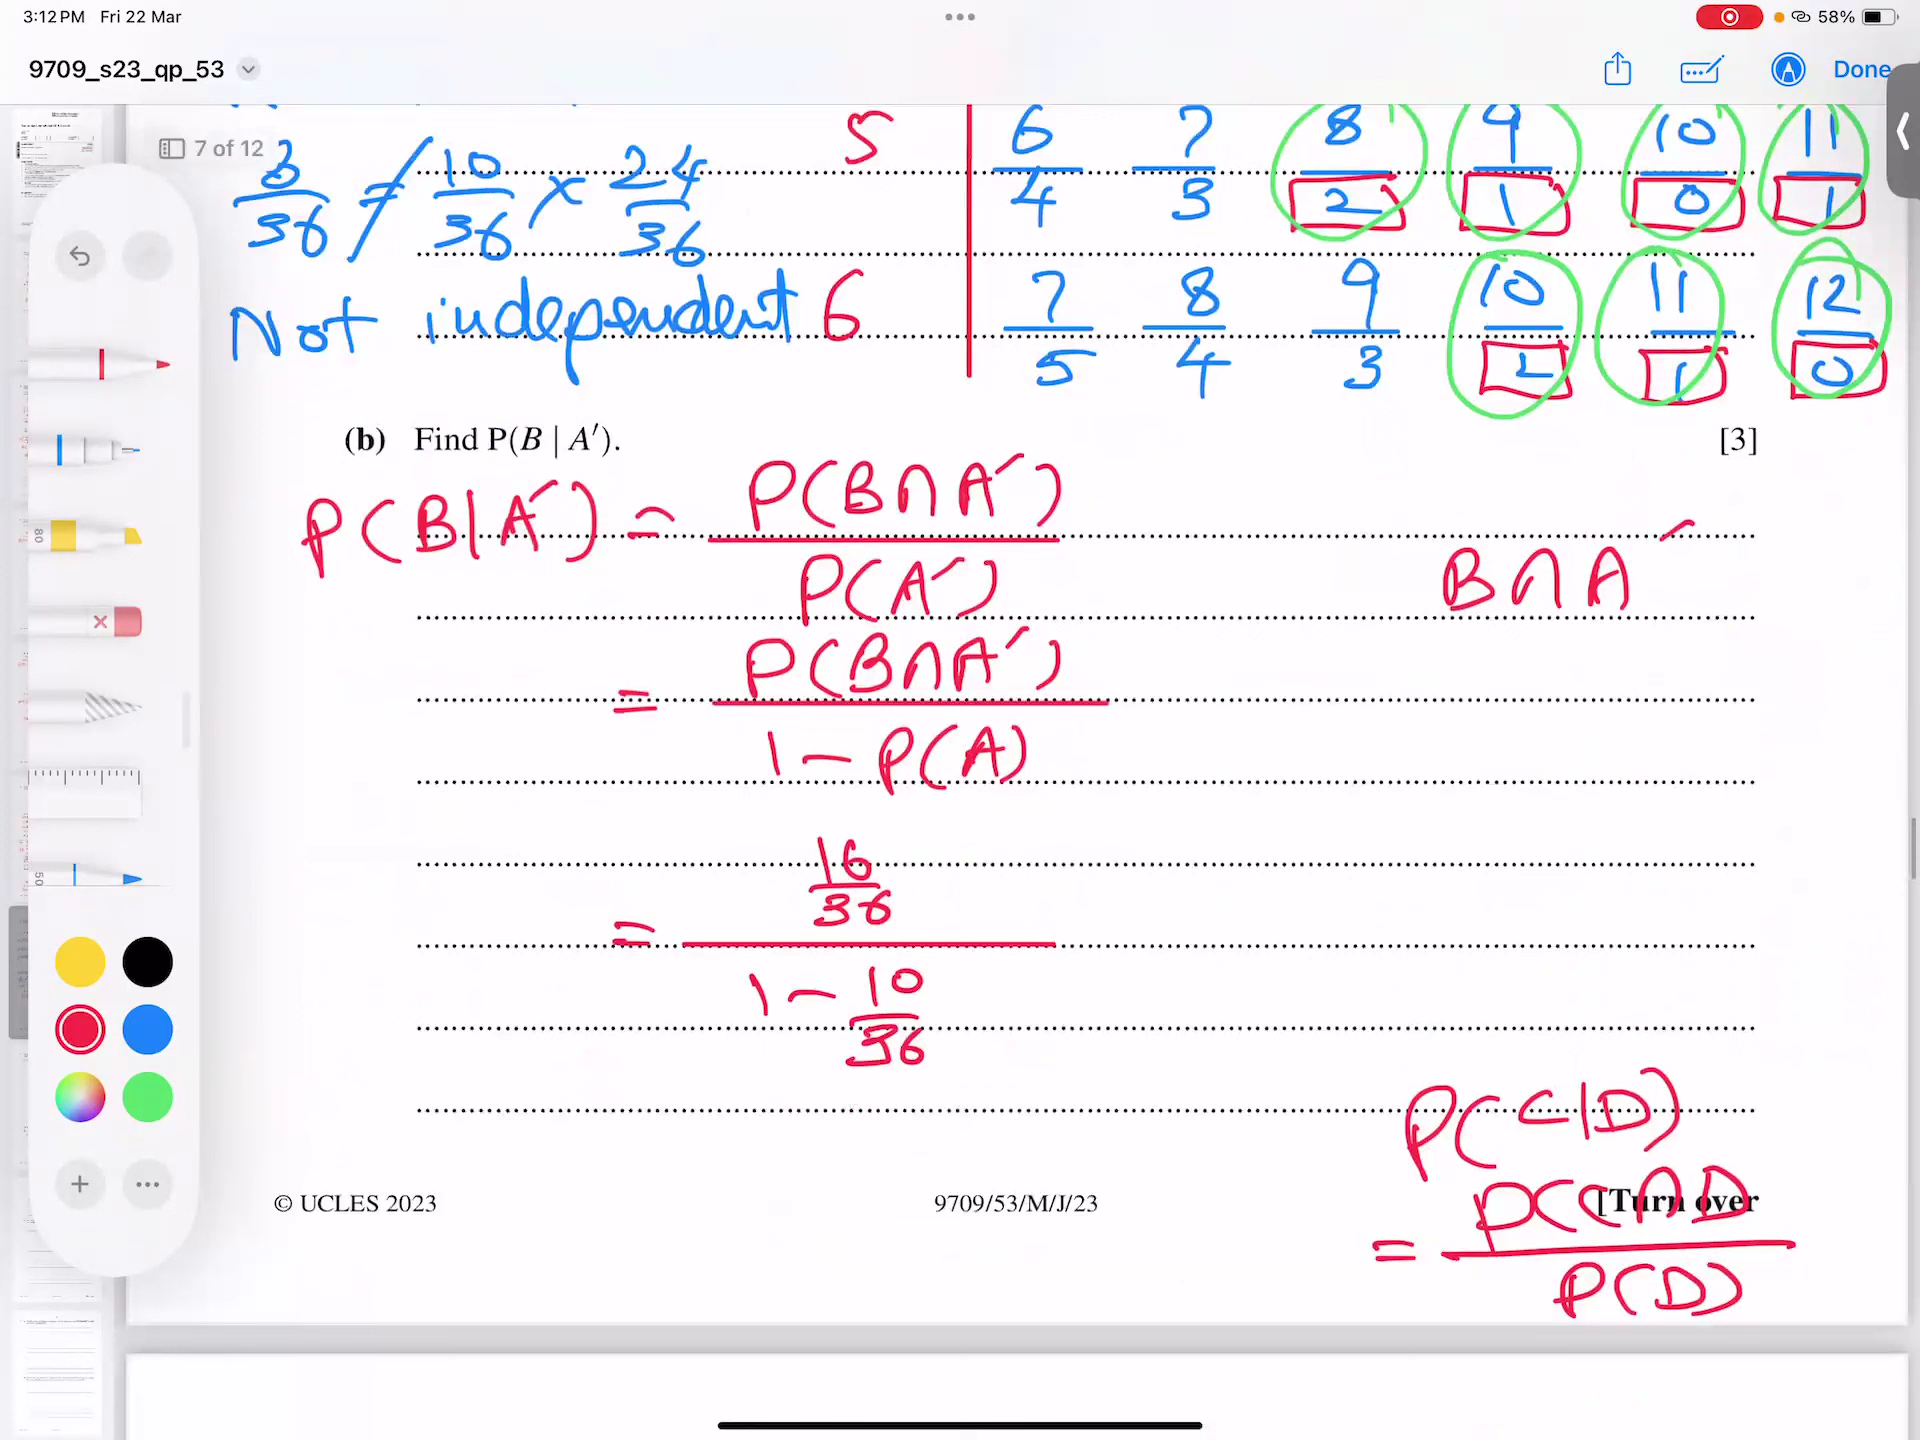 3:12 PM Fri 22 Mar
58%
9709_s23_qp_53
Done
7 of 12
5 6/4 7/3 8/2 9/1 10/0 11/1
8/36 ≠ 10/36 × 24/36
Not independent
6 7/5 8/4 9/3 10/2 11/1 12/0
(b) Find P(B | A′). [3]
P(B|A′) = P(B∩A′) / P(A′)
B∩A′
= P(B∩A′) / 1 − P(A)
= 16/36 / 1 − 10/36
P(C|D)
= P(C∩D / P(D)
© UCLES 2023
9709/53/M/J/23
[Turn over
80
50